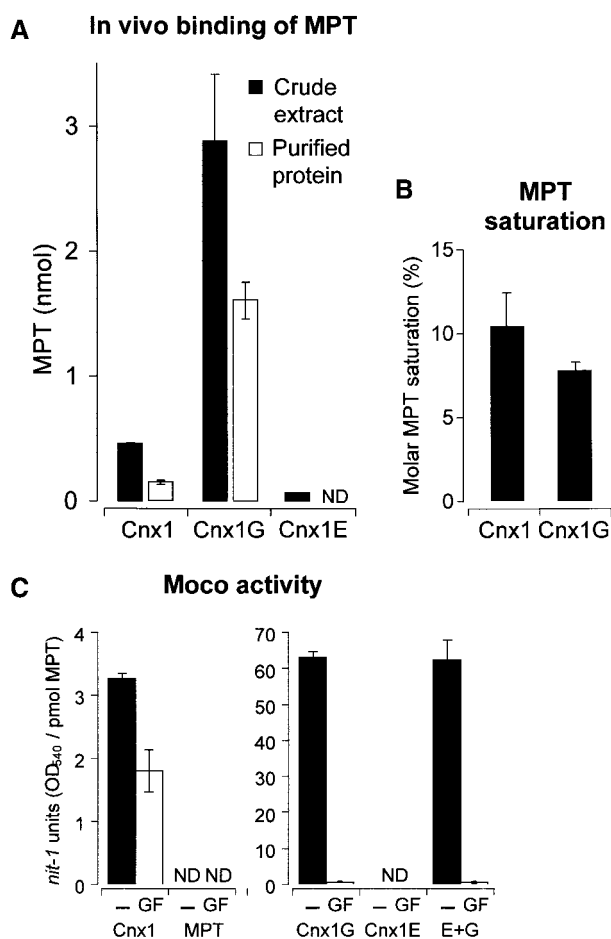 A
In vivo binding of MPT
Crude
extract
Purified
protein
MPT (nmol)
3
2
1
0
ND
Cnx1 Cnx1G Cnx1E
B
MPT
saturation
Molar MPT saturation (%)
15
10
5
0
Cnx1 Cnx1G
C
Moco activity
nit-1 units (OD540 / pmol MPT)
4
3
2
1
0
ND ND
– GF – GF
Cnx1 MPT
70
60
50
40
30
20
10
0
ND
– GF – GF – GF
Cnx1G Cnx1E E+G